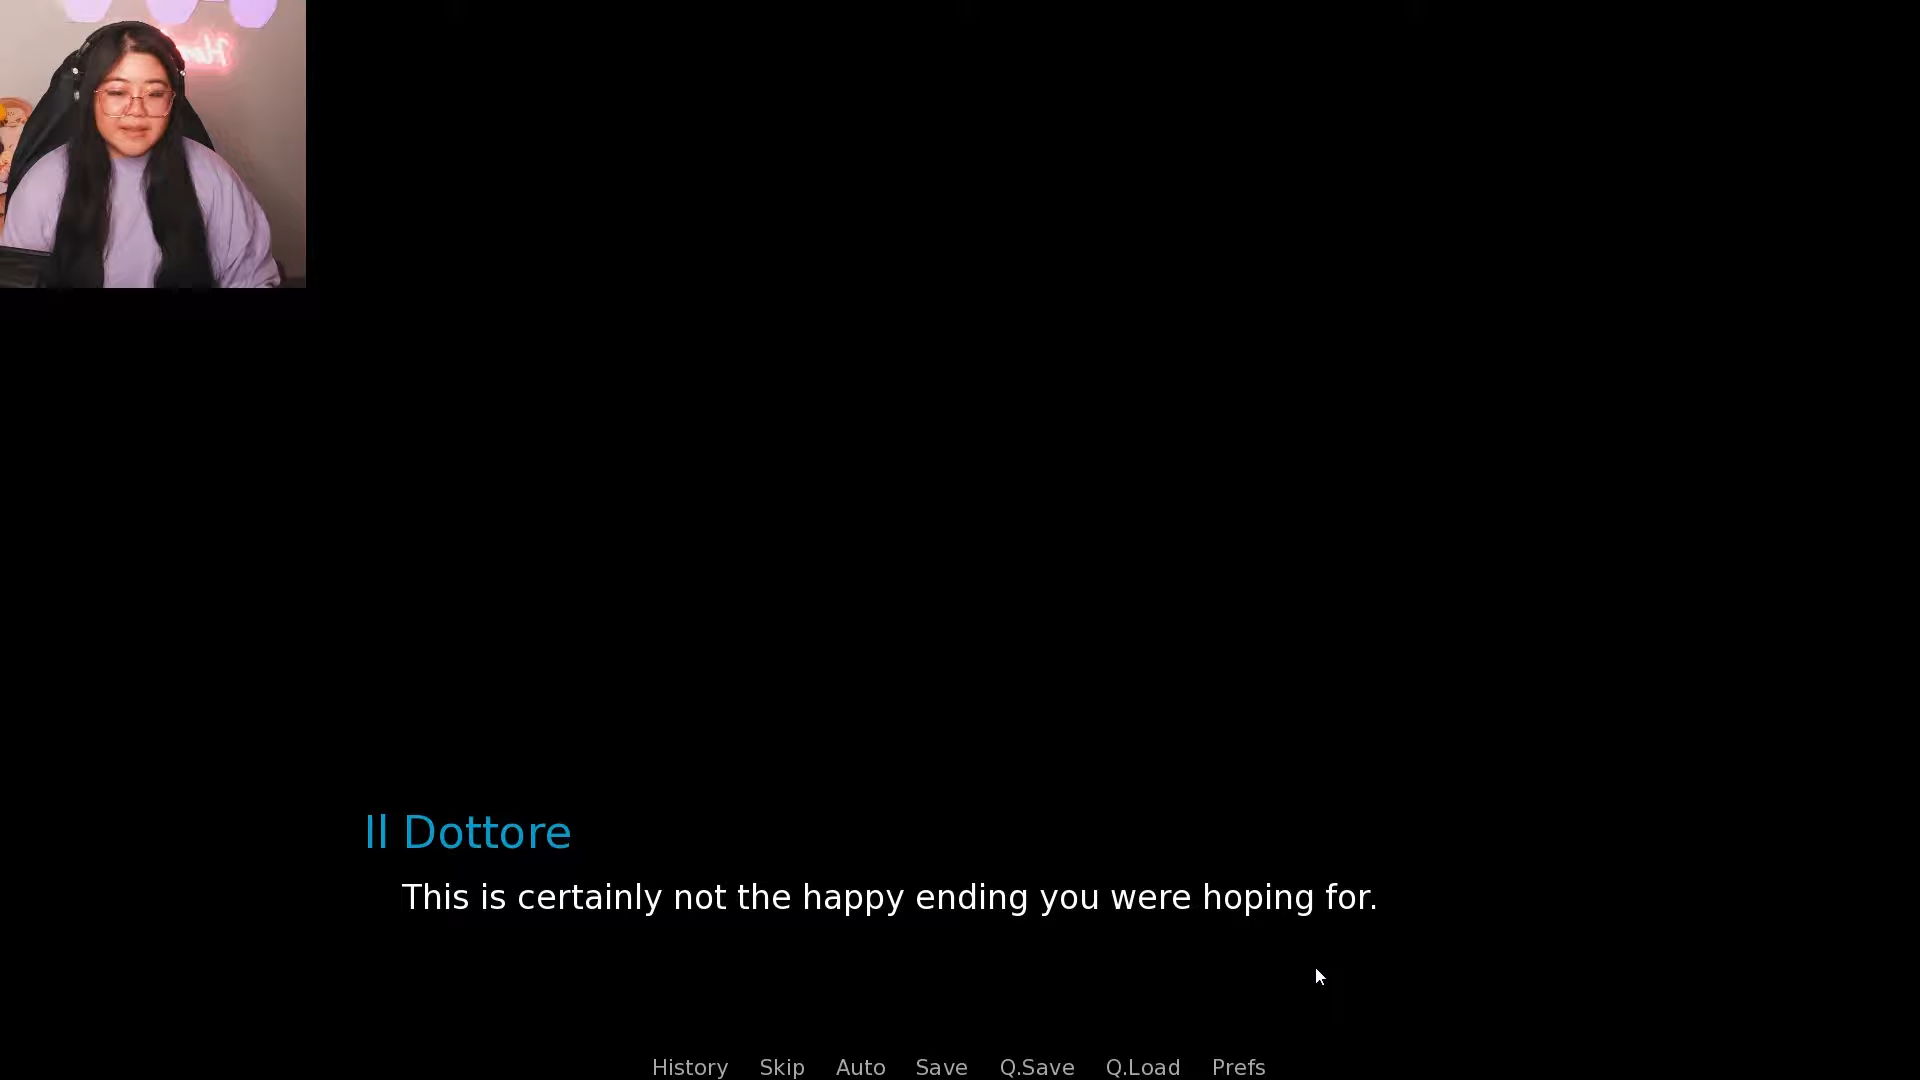 Il Dottore
This is certainly not the happy ending you were hoping for.
History Skip Auto Save Q.Save Q.Load Prefs